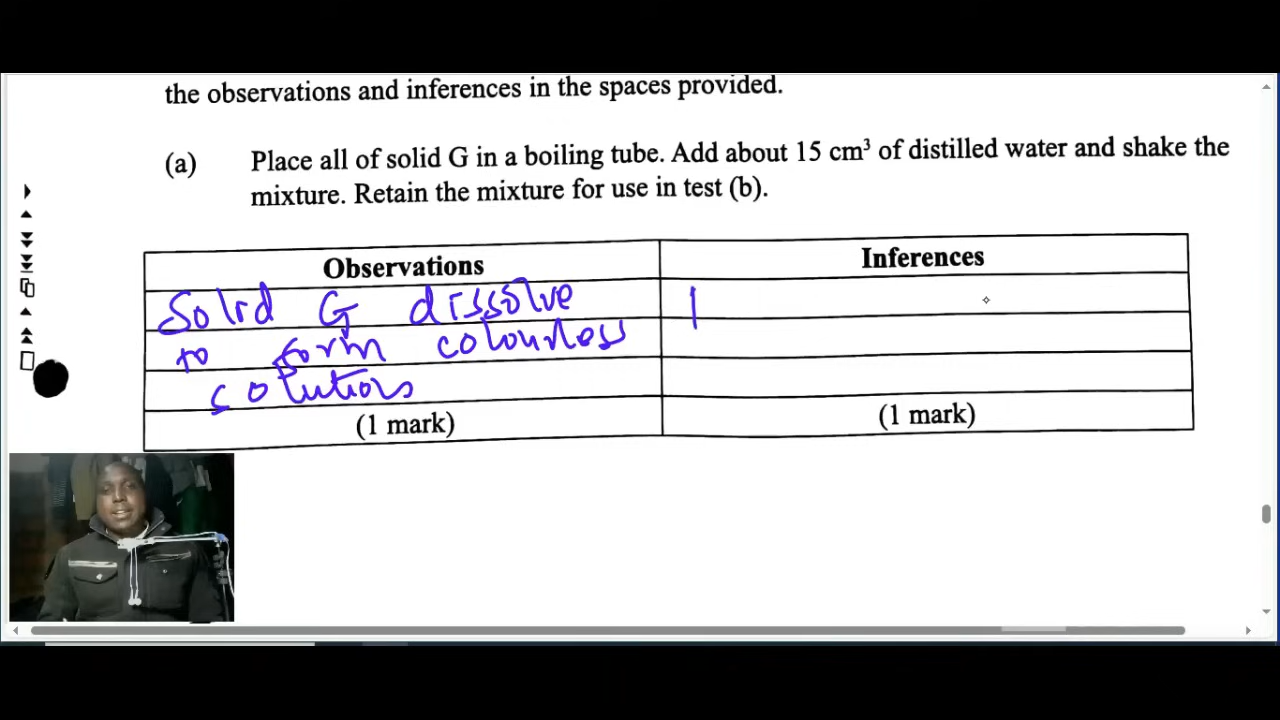 the observations and inferences in the spaces provided.
(a) Place all of solid G in a boiling tube. Add about 15 cm³ of distilled water and shake the
mixture. Retain the mixture for use in test (b).
Observations Inferences
Solid G dissolve
to form colourless
solution
(1 mark) (1 mark)